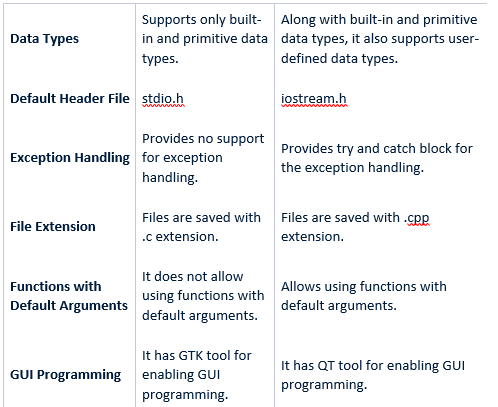 Data Types
Supports only built-
in and primitive data
types.
Along with built-in and primitive
data types, it also supports user-
defined data types.
Default Header File
stdio.h
iostream.h
Exception Handling
Provides no support
for exception
handling.
Provides try and catch block for
the exception handling.
File Extension
Files are saved with
.c extension.
Files are saved with .cpp
extension.
Functions with
Default Arguments
It does not allow
using functions with
default arguments.
Allows using functions with
default arguments.
GUI Programming
It has GTK tool for
enabling GUI
programming.
It has QT tool for enabling GUI
programming.